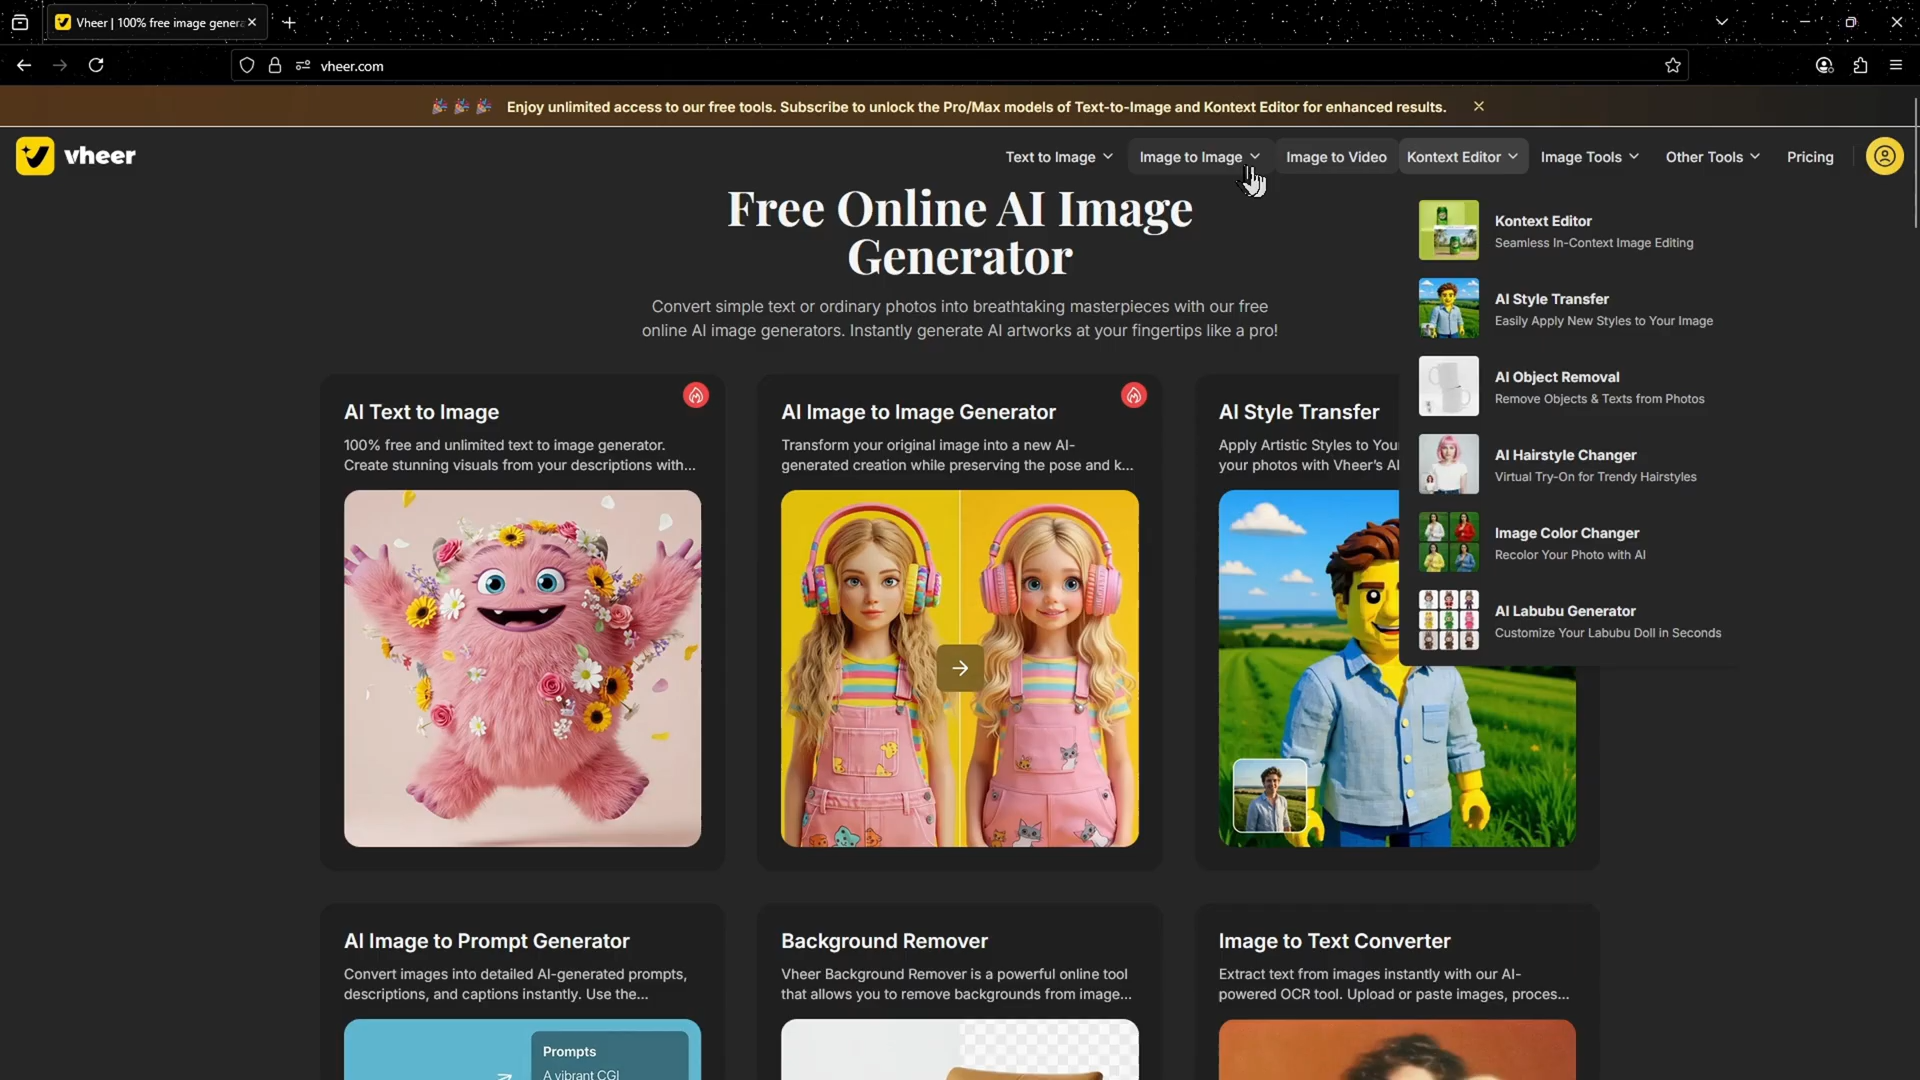 Vheer | 100% free image genera
vheer.com
Enjoy unlimited access to our free tools. Subscribe to unlock the Pro/Max models of Text-to-Image and Kontext Editor for enhanced results.
vheer
Text to Image
Image to Image
Image to Video
Kontext Editor
Image Tools
Other Tools
Pricing
Free Online AI Image
Generator
Convert simple text or ordinary photos into breathtaking masterpieces with our free
online AI image generators. Instantly generate AI artworks at your fingertips like a pro!
Kontext Editor
Seamless In-Context Image Editing
AI Style Transfer
Easily Apply New Styles to Your Image
AI Object Removal
Remove Objects & Texts from Photos
AI Hairstyle Changer
Virtual Try-On for Trendy Hairstyles
Image Color Changer
Recolor Your Photo with AI
AI Labubu Generator
Customize Your Labubu Doll in Seconds
AI Text to Image
100% free and unlimited text to image generator.
Create stunning visuals from your descriptions with...
AI Image to Image Generator
Transform your original image into a new AI-
generated creation while preserving the pose and k...
AI Style Transfer
Apply Artistic Styles to You
your photos with Vheer's AI
AI Image to Prompt Generator
Convert images into detailed AI-generated prompts,
descriptions, and captions instantly. Use the...
Prompts
A vibrant CGI
Background Remover
Vheer Background Remover is a powerful online tool
that allows you to remove backgrounds from image...
Image to Text Converter
Extract text from images instantly with our AI-
powered OCR tool. Upload or paste images, proces...